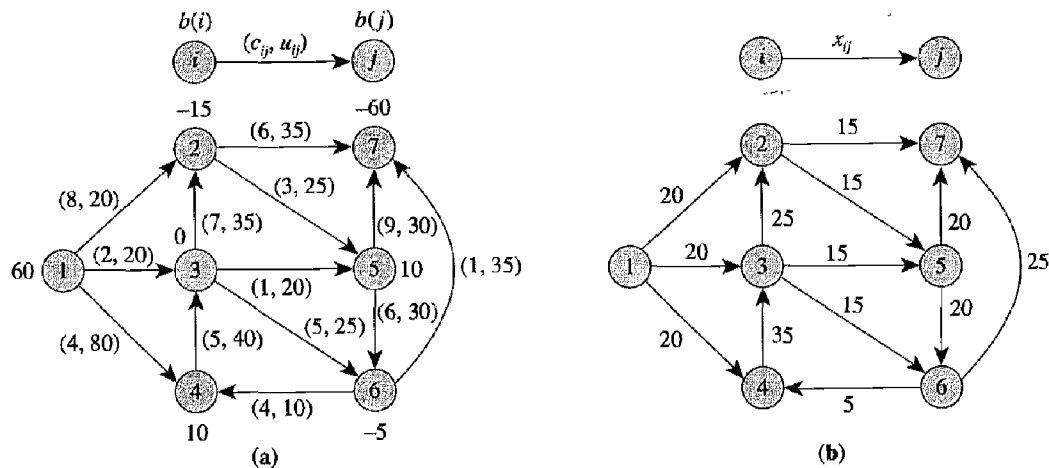 b(i) b(j)
(c_ij, u_ij)
i j
–15 –60
2 (6, 35) 7
(8, 20) (3, 25)
0 (7, 35) (9, 30)
60 1 (2, 20) 3 (1, 20) 5 10 (1, 35)
(4, 80) (5, 40) (5, 25) (6, 30)
4 (4, 10) 6
10 –5
(a)
x_ij
i j
2 15 7
20 15
25 20
1 20 3 15 5 25
20 35 15 20
4 5 6
(b)